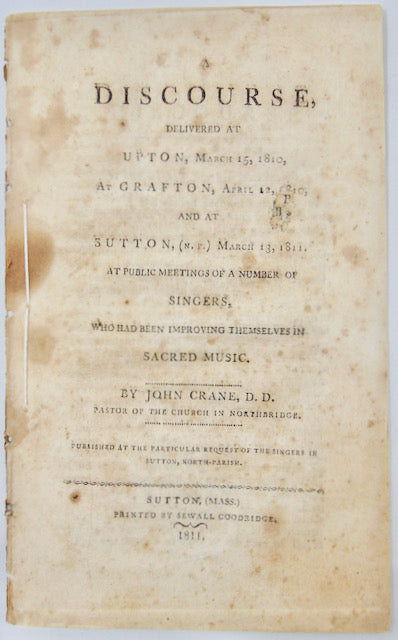 A
DISCOURSE,
DELIVERED AT
UPTON, MARCH 15, 1810,
AT GRAFTON, APRIL 12, 1810,
AND AT
SUTTON, (N. P.) MARCH 13, 1811.
AT PUBLIC MEETINGS OF A NUMBER OF
SINGERS,
WHO HAD BEEN IMPROVING THEMSELVES IN
SACRED MUSIC.
BY JOHN CRANE, D. D.
PASTOR OF THE CHURCH IN NORTHBRIDGE.
PUBLISHED AT THE PARTICULAR REQUEST OF THE SINGERS IN
SUTTON, NORTH-PARISH.
SUTTON, (MASS.)
PRINTED BY SEWALL GOODRIDGE,
1811.